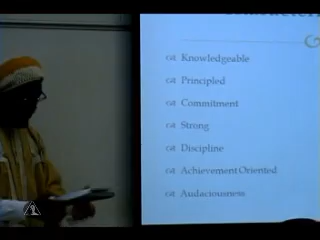 Knowledgeable
Principled
Commitment
Strong
Discipline
Achievement Oriented
Audaciousness